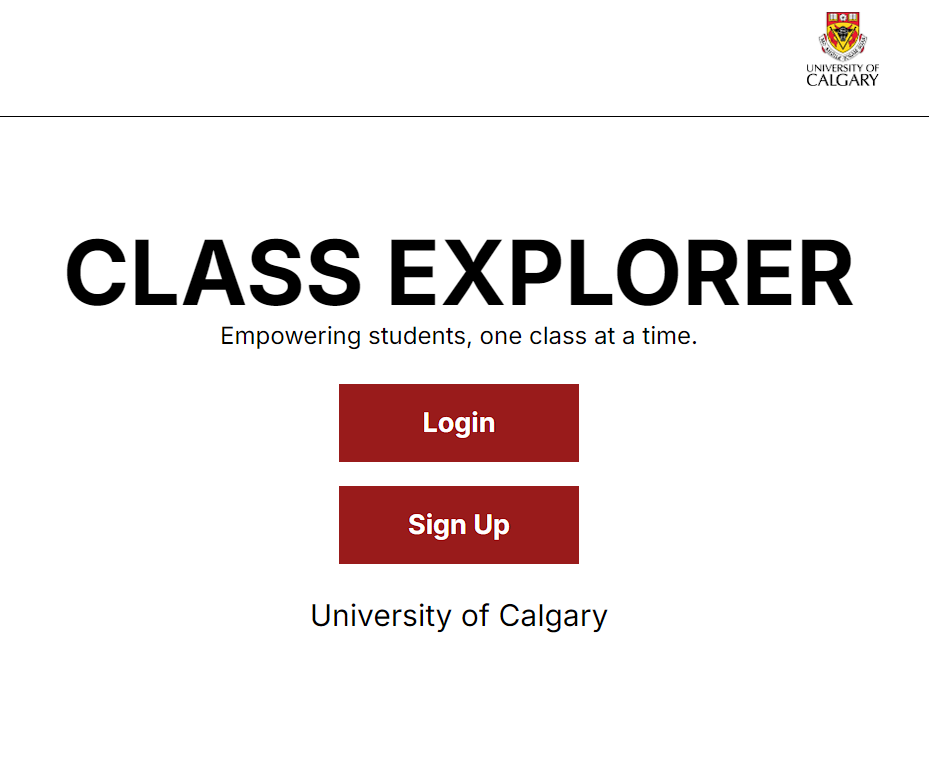 UNIVERSITY OF
CALGARY
CLASS EXPLORER
Empowering students, one class at a time.
Login
Sign Up
University of Calgary